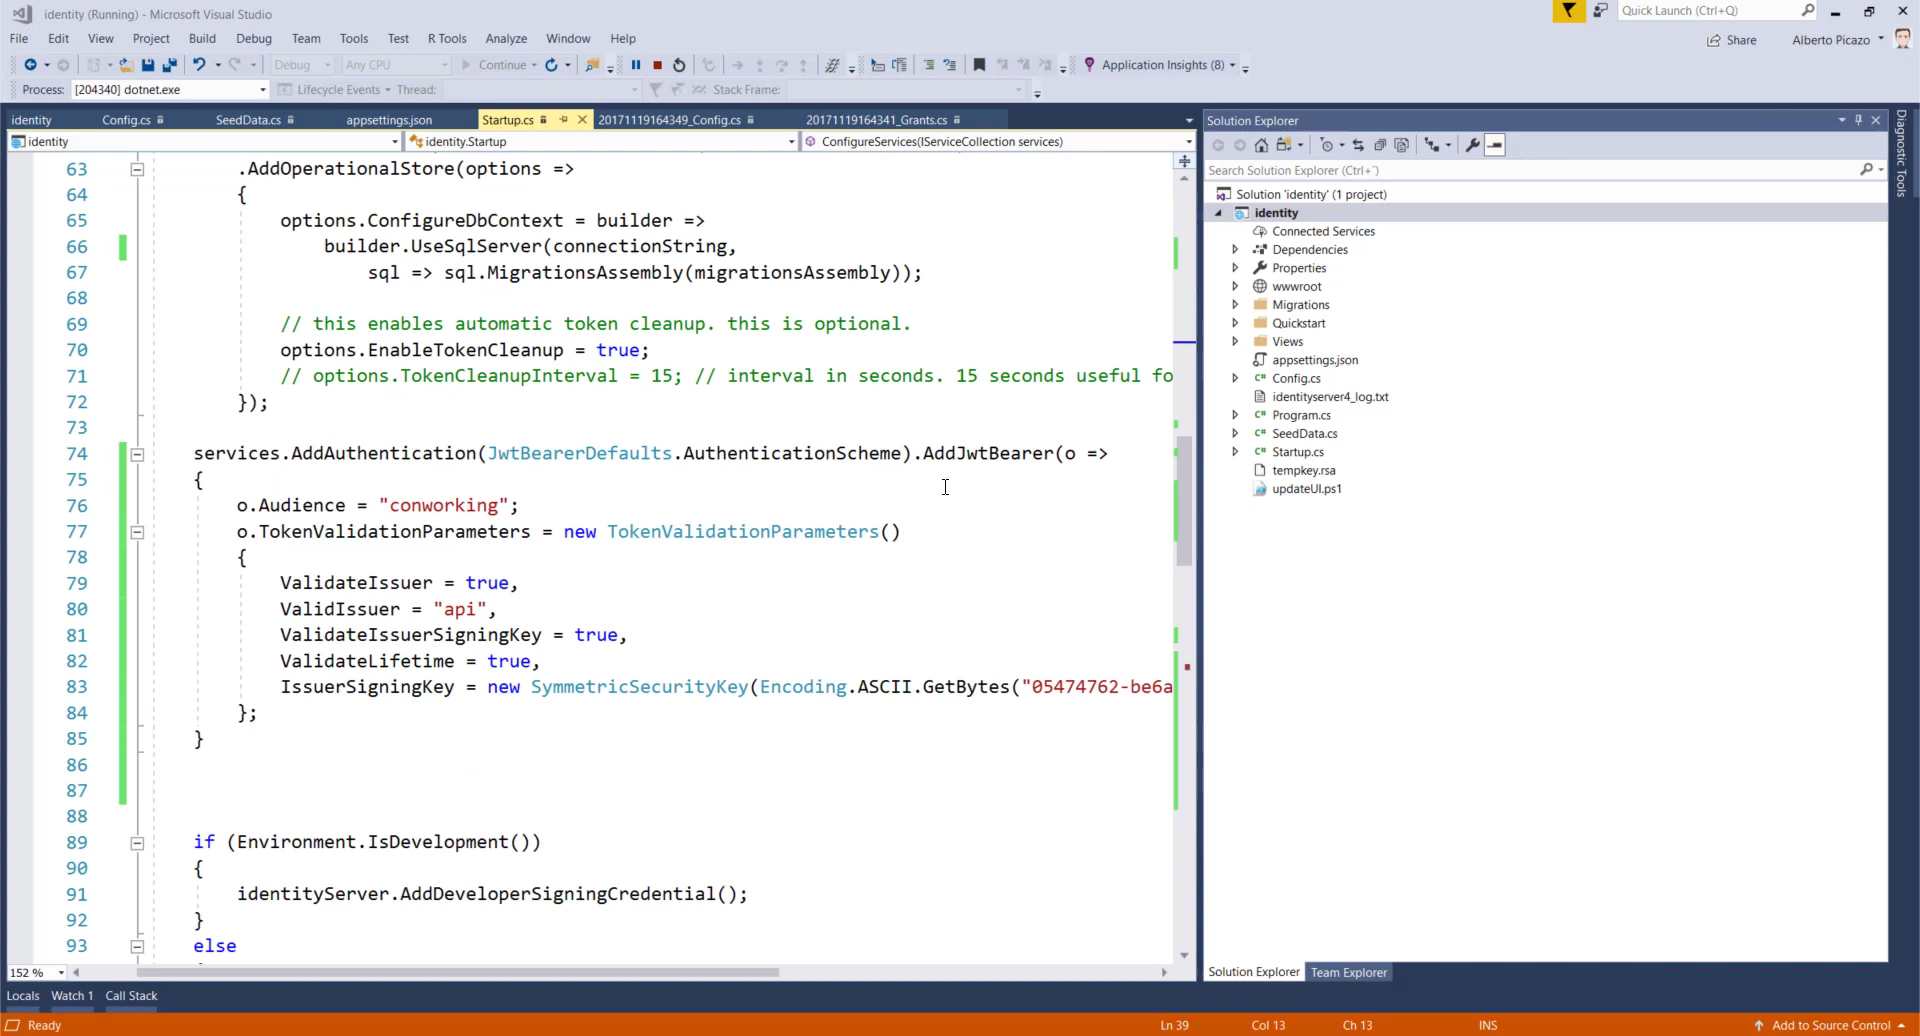 identity (Running) - Microsoft Visual Studio
Quick Launch (Ctrl+Q)
File Edit View Project Build Debug Team Tools Test R Tools Analyze Window Help
Share Alberto Picazo
Debug Any CPU Continue Application Insights (8)
Process: [204340] dotnet.exe Lifecycle Events Thread: Stack Frame:
identity Config.cs SeedData.cs appsettings.json Startup.cs 20171119164349_Config.cs 20171119164341_Grants.cs
identity identity.Startup ConfigureServices(IServiceCollection services)
63 .AddOperationalStore(options =>
64 {
65 options.ConfigureDbContext = builder =>
66 builder.UseSqlServer(connectionString,
67 sql => sql.MigrationsAssembly(migrationsAssembly));
68
69 // this enables automatic token cleanup. this is optional.
70 options.EnableTokenCleanup = true;
71 // options.TokenCleanupInterval = 15; // interval in seconds. 15 seconds useful fo
72 });
73
74 services.AddAuthentication(JwtBearerDefaults.AuthenticationScheme).AddJwtBearer(o =>
75 {
76 o.Audience = "conworking";
77 o.TokenValidationParameters = new TokenValidationParameters()
78 {
79 ValidateIssuer = true,
80 ValidIssuer = "api",
81 ValidateIssuerSigningKey = true,
82 ValidateLifetime = true,
83 IssuerSigningKey = new SymmetricSecurityKey(Encoding.ASCII.GetBytes("05474762-be6a
84 };
85 }
86
87
88
89 if (Environment.IsDevelopment())
90 {
91 identityServer.AddDeveloperSigningCredential();
92 }
93 else
152 %
Solution Explorer
Search Solution Explorer (Ctrl+¨)
Solution 'identity' (1 project)
identity
Connected Services
Dependencies
Properties
wwwroot
Migrations
Quickstart
Views
appsettings.json
C# Config.cs
identityserver4_log.txt
C# Program.cs
C# SeedData.cs
C# Startup.cs
tempkey.rsa
updateUI.ps1
Solution Explorer Team Explorer
Diagnostic Tools
Locals Watch 1 Call Stack
Ready Ln 39 Col 13 Ch 13 INS Add to Source Control